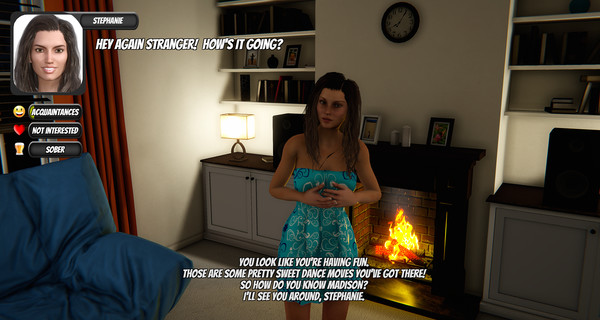 STEPHANIE
HEY AGAIN STRANGER! HOW'S IT GOING?
ACQUAINTANCES
NOT INTERESTED
SOBER
YOU LOOK LIKE YOU'RE HAVING FUN.
THOSE ARE SOME PRETTY SWEET DANCE MOVES YOU'VE GOT THERE!
SO HOW DO YOU KNOW MADISON?
I'LL SEE YOU AROUND, STEPHANIE.